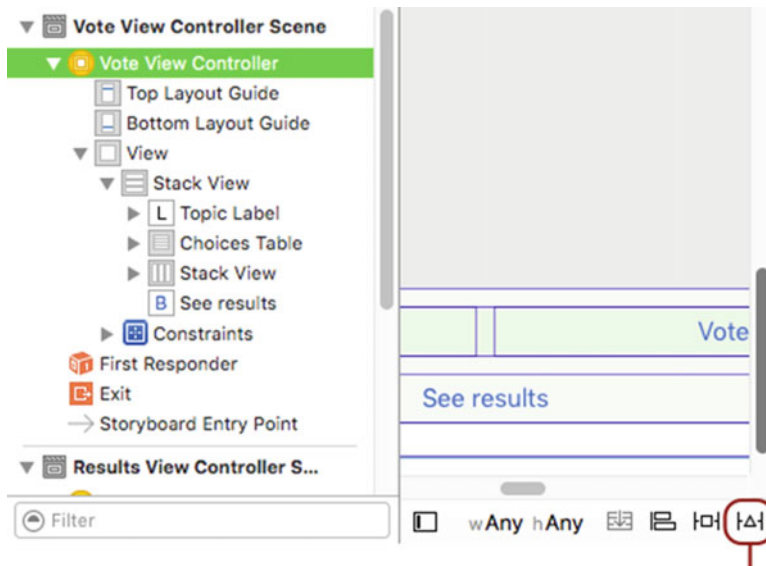 Vote View Controller Scene
Vote View Controller
Top Layout Guide
Bottom Layout Guide
View
Stack View
L Topic Label
Choices Table
Stack View
B See results
Constraints
First Responder
Exit
Storyboard Entry Point
Results View Controller S...
Filter
Vote
See results
wAny hAny